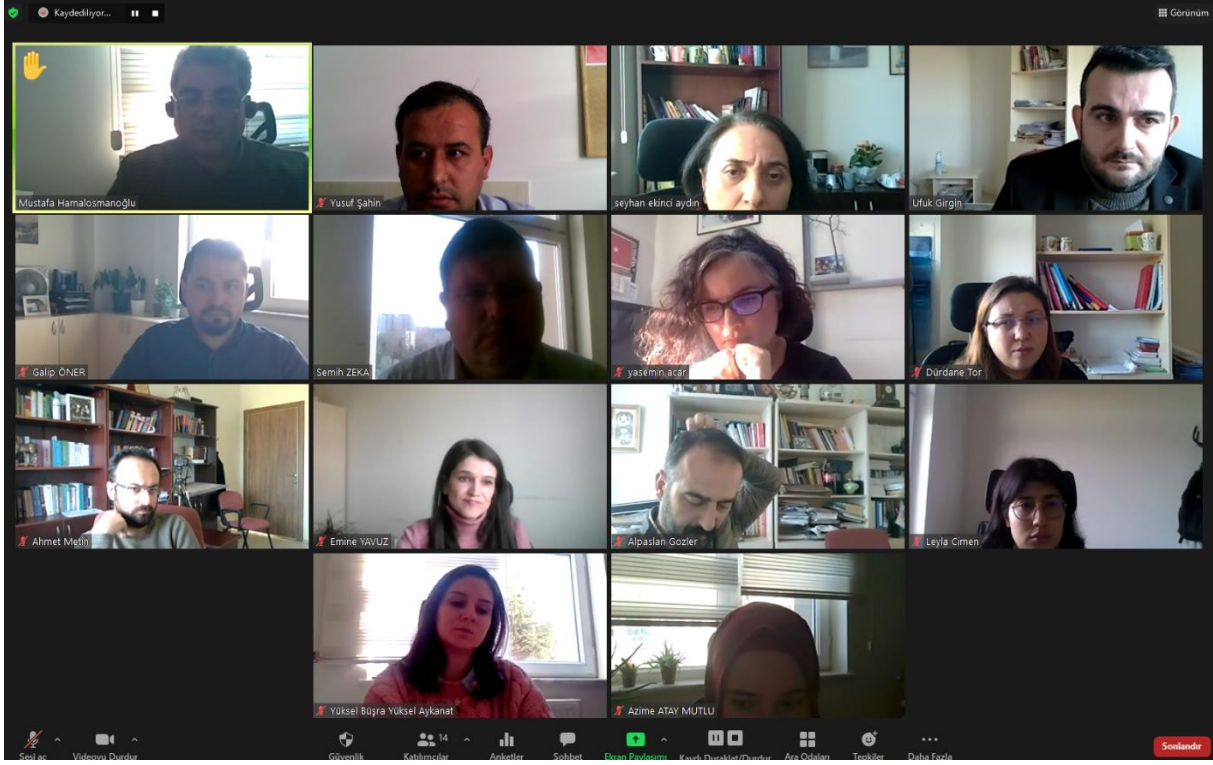 Kaydediliyor...
Görünüm
Mustafa Hamalosmanoğlu
Yusuf Şahin
seyhan ekinci aydın
Ufuk Girgin
Galip ÖNER
Semih ZEKA
yasemin acar
Dürdane Tor
Ahmet Metin
Emine YAVUZ
Alpaslan Gozler
Leyla Cimen
Yüksel Büşra Yüksel Aykanat
Azime ATAY MUTLU
14
Sesi aç
Videoyu Durdur
Güvenlik
Katılımcılar
Anketler
Sohbet
Ekran Paylaşımı
Kaydı Duraklat/Durdur
Ara Odaları
Tepkiler
Daha Fazla
Sonlandır